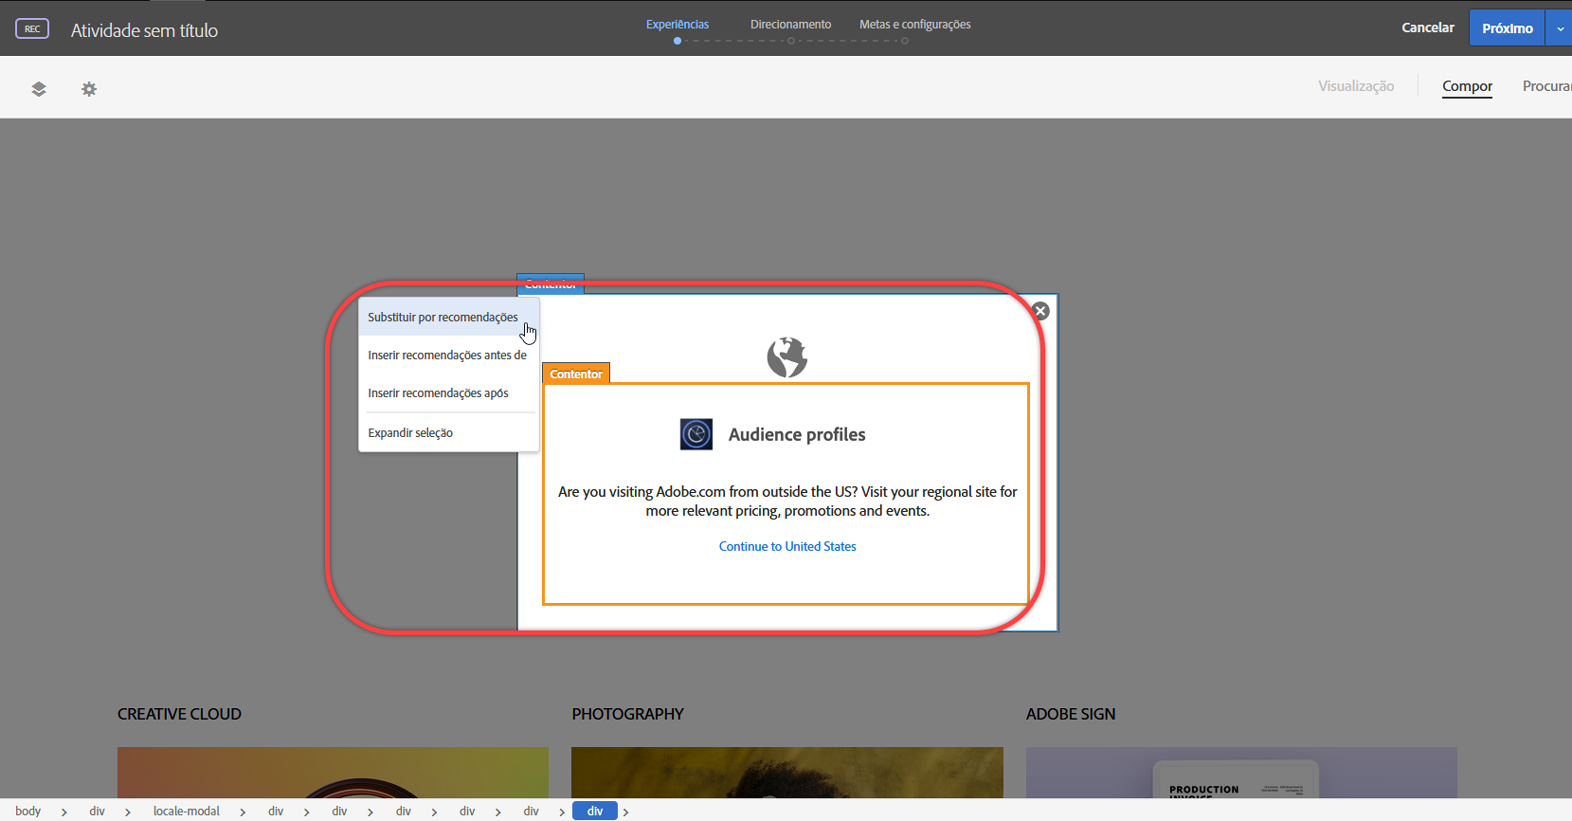 REC
Atividade sem título
Experiências
Direcionamento
Metas e configurações
Cancelar
Próximo
Visualização
Compor
Procurar
Contentor
Substituir por recomendações
Inserir recomendações antes de
Inserir recomendações após
Expandir seleção
Contentor
Audience profiles
Are you visiting Adobe.com from outside the US? Visit your regional site for
more relevant pricing, promotions and events.
Continue to United States
CREATIVE CLOUD
PHOTOGRAPHY
ADOBE SIGN
PRODUCTION
INVOICE
body > div > locale-modal > div > div > div > div > div > div >